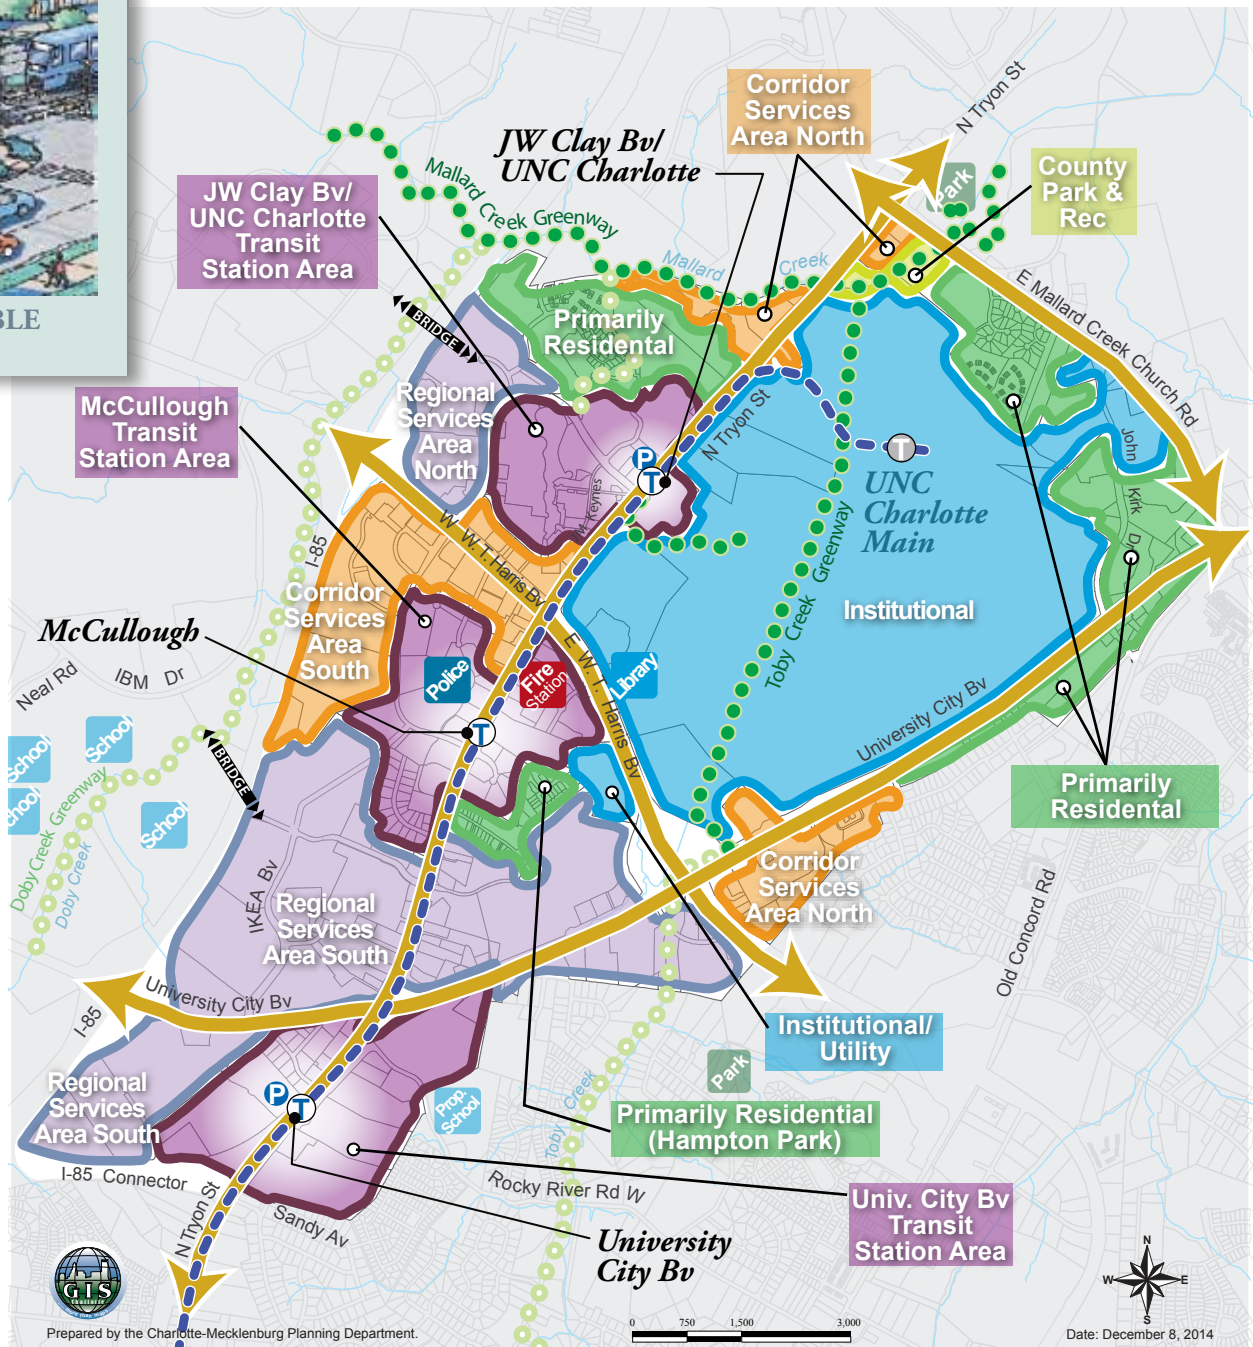 BLE
N Tryon St
Corridor
Services
Area North
JW Clay Bv/
UNC Charlotte
Park
County
Park &
Rec
Mallard Creek Greenway
JW Clay Bv/
UNC Charlotte
Transit
Station Area
Mallard Creek
E Mallard Creek Church Rd
BRIDGE
Primarily
Residential
Regional
Services
Area
North
McCullough
Transit
Station Area
N Tryon St
John Kirk Dr
P
T
T
UNC
Charlotte
Main
J M Keynes
W W.T. Harris Bv
I-85
Toby Creek Greenway
Institutional
Corridor
Services
Area
South
McCullough
E W.T. Harris Bv
Police
Fire
Station
Library
Neal Rd
IBM Dr
School
School
School
School
T
BRIDGE
University City Bv
Primarily
Residental
Doby Creek Greenway
Doby Creek
IKEA Bv
Regional
Services
Area South
Corridor
Services
Area North
Old Concord Rd
University City Bv
I-85
Institutional/
Utility
Park
Regional
Services
Area South
P
T
Prop.
School
Toby Creek
Primarily Residential
(Hampton Park)
I-85 Connector
N Tryon St
Sandy Av
Rocky River Rd W
Univ. City Bv
Transit
Station Area
University
City Bv
GIS
Charlotte
N
W E
S
0 750 1,500 3,000
Prepared by the Charlotte-Mecklenburg Planning Department.
Date: December 8, 2014